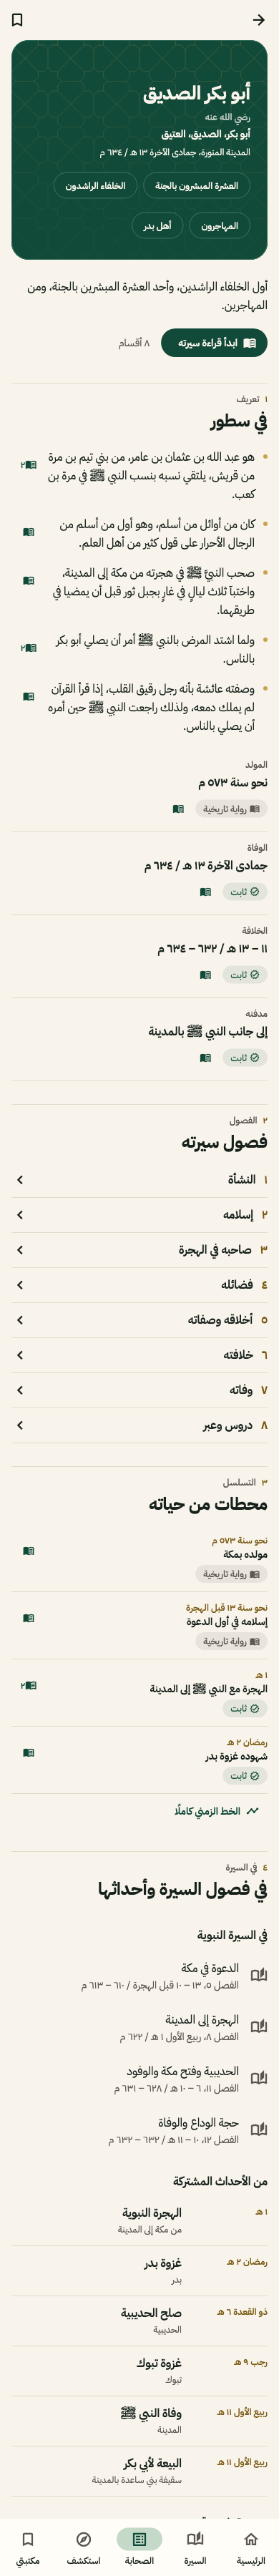 أبو بكر الصديق
رضي الله عنه
أبو بكر، الصديق، العتيق
المدينة المنورة، جمادى الآخرة ١٣ هـ / ٦٣٤ م
العشرة المبشرون بالجنة
الخلفاء الراشدون
المهاجرون
أهل بدر
أول الخلفاء الراشدين، وأحد العشرة المبشرين بالجنة، ومن
المهاجرين.
ابدأ قراءة سيرته
٨ أقسام
١ تعريف
في سطور
هو عبد الله بن عثمان بن عامر، من بني تيم بن مرة
من قريش، يلتقي نسبه بنسب النبي ﷺ في مرة بن
كعب.
٢
كان من أوائل من أسلم، وهو أول من أسلم من
الرجال الأحرار على قول كثير من أهل العلم.
صحب النبيَّ ﷺ في هجرته من مكة إلى المدينة،
واختبآ ثلاث ليالٍ في غارٍ بجبل ثور قبل أن يمضيا في
طريقهما.
ولما اشتد المرض بالنبي ﷺ أمر أن يصلي أبو بكر
بالناس.
٢
وصفته عائشة بأنه رجل رقيق القلب، إذا قرأ القرآن
لم يملك دمعه، ولذلك راجعت النبي ﷺ حين أمره
أن يصلي بالناس.
المولد
نحو سنة ٥٧٣ م
رواية تاريخية
الوفاة
جمادى الآخرة ١٣ هـ / ٦٣٤ م
ثابت
الخلافة
١١ – ١٣ هـ / ٦٣٢ – ٦٣٤ م
ثابت
مدفنه
إلى جانب النبي ﷺ بالمدينة
ثابت
٢ الفصول
فصول سيرته
١ النشأة
٢ إسلامه
٣ صاحبه في الهجرة
٤ فضائله
٥ أخلاقه وصفاته
٦ خلافته
٧ وفاته
٨ دروس وعبر
٣ التسلسل
محطات من حياته
نحو سنة ٥٧٣ م
مولده بمكة
رواية تاريخية
نحو سنة ١٣ قبل الهجرة
إسلامه في أول الدعوة
رواية تاريخية
١ هـ
الهجرة مع النبي ﷺ إلى المدينة
٢
ثابت
رمضان ٢ هـ
شهوده غزوة بدر
ثابت
الخط الزمني كاملًا
٤ في السيرة
في فصول السيرة وأحداثها
في السيرة النبوية
الدعوة في مكة
الفصل ٥، ١٣ – ١٠ قبل الهجرة / ٦١٠ – ٦١٣ م
الهجرة إلى المدينة
الفصل ٨، ربيع الأول ١ هـ / ٦٢٢ م
الحديبية وفتح مكة والوفود
الفصل ١١، ٦ – ١٠ هـ / ٦٢٨ – ٦٣١ م
حجة الوداع والوفاة
الفصل ١٢، ١٠ – ١١ هـ / ٦٣٢ – ٦٣٢ م
من الأحداث المشتركة
١ هـ
الهجرة النبوية
من مكة إلى المدينة
رمضان ٢ هـ
غزوة بدر
بدر
ذو القعدة ٦ هـ
صلح الحديبية
الحديبية
رجب ٩ هـ
غزوة تبوك
تبوك
ربيع الأول ١١ هـ
وفاة النبي ﷺ
المدينة
ربيع الأول ١١ هـ
البيعة لأبي بكر
سقيفة بني ساعدة بالمدينة
الرئيسية
السيرة
الصحابة
استكشف
مكتبتي